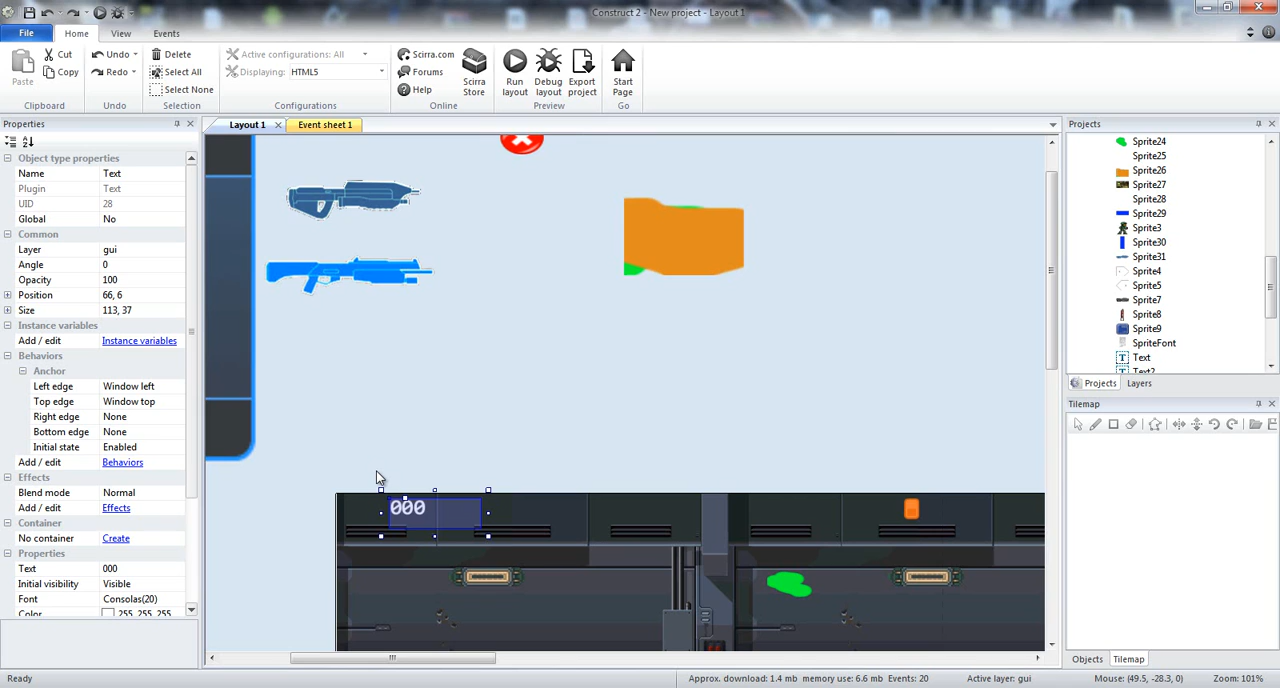 Construct 2 - New project - Layout 1
File
Home
View
Events
Paste
Cut
Copy
Clipboard
Undo
Redo
Undo
Delete
Select All
Select None
Selection
Active configurations: All
Displaying: HTML5
Configurations
Scirra.com
Forums
Help
Scirra Store
Online
Run layout
Debug layout
Export project
Preview
Start Page
Go
Properties
Object type properties
Name Text
Plugin Text
UID 28
Global No
Common
Layer gui
Angle 0
Opacity 100
Position 66, 6
Size 113, 37
Instance variables
Add / edit Instance variables
Behaviors
Anchor
Left edge Window left
Top edge Window top
Right edge None
Bottom edge None
Initial state Enabled
Add / edit Behaviors
Effects
Blend mode Normal
Add / edit Effects
Container
No container Create
Properties
Text 000
Initial visibility Visible
Font Consolas(20)
Color 255, 255, 255
Layout 1
Event sheet 1
000
Projects
Sprite24
Sprite25
Sprite26
Sprite27
Sprite28
Sprite29
Sprite3
Sprite30
Sprite31
Sprite4
Sprite5
Sprite7
Sprite8
Sprite9
SpriteFont
Text
Text2
Projects
Layers
Tilemap
Objects
Tilemap
Ready
Approx. download: 1.4 mb memory use: 6.6 mb Events: 20
Active layer: gui
Mouse: (49.5, -28.3, 0)
Zoom: 101%